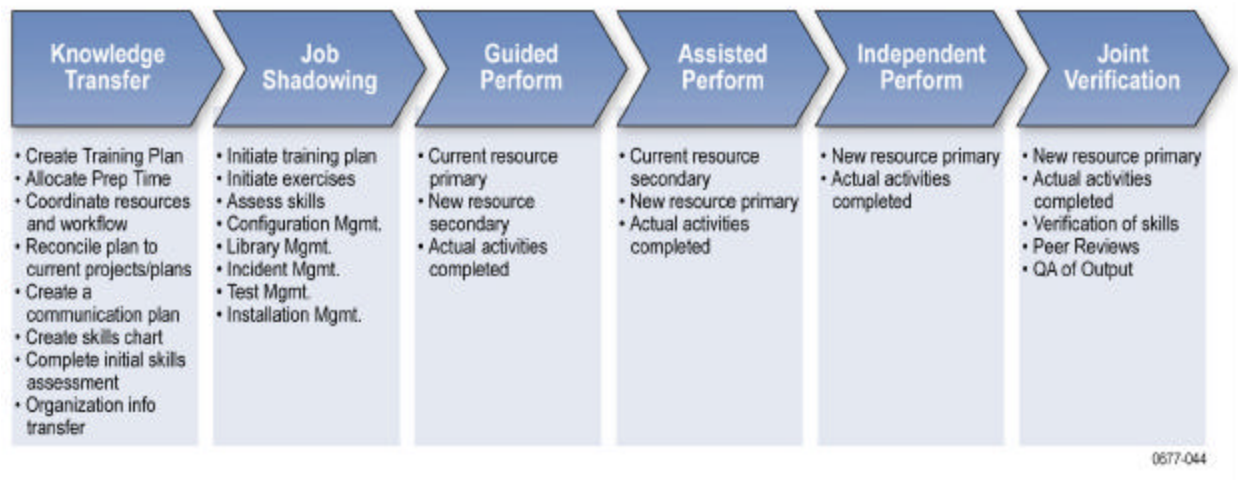 Knowledge
Transfer
Job
Shadowing
Guided
Perform
Assisted
Perform
Independent
Perform
Joint
Verification
• Create Training Plan
• Allocate Prep Time
• Coordinate resources
and workflow
• Reconcile plan to
current projects/plans
• Create a
communication plan
• Create skills chart
• Complete initial skills
assessment
• Organization info
transfer
• Initiate training plan
• Initiate exercises
• Assess skills
• Configuration Mgmt.
• Library Mgmt.
• Incident Mgmt.
• Test Mgmt.
• Installation Mgmt.
• Current resource
primary
• New resource
secondary
• Actual activities
completed
• Current resource
secondary
• New resource primary
• Actual activities
completed
• New resource primary
• Actual activities
completed
• New resource primary
• Actual activities
completed
• Verification of skills
• Peer Reviews
• QA of Output
0677-044